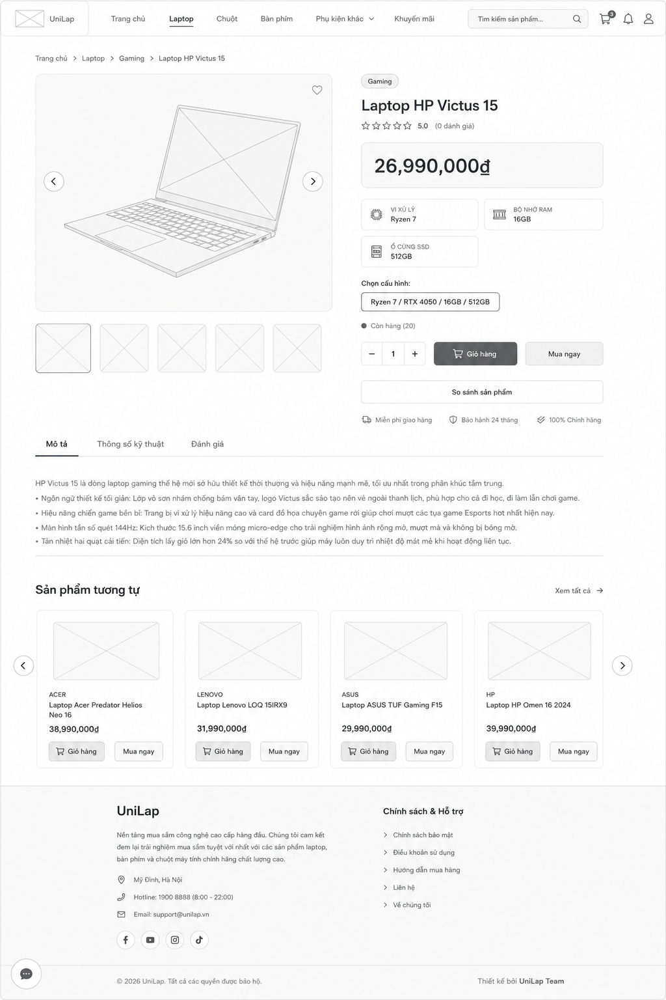 UniLap
Trang chủ
Laptop
Chuột
Bàn phím
Phụ kiện khác
Khuyến mãi
Tìm kiếm sản phẩm...
3
Trang chủ > Laptop > Gaming > Laptop HP Victus 15
Gaming
Laptop HP Victus 15
5.0 (0 đánh giá)
26,990,000₫
VI XỬ LÝ
Ryzen 7
BỘ NHỚ RAM
16GB
Ổ CỨNG SSD
512GB
Chọn cấu hình:
Ryzen 7 / RTX 4050 / 16GB / 512GB
Còn hàng (20)
− 1 +
Giỏ hàng
Mua ngay
So sánh sản phẩm
Miễn phí giao hàng
Bảo hành 24 tháng
100% Chính hãng
Mô tả
Thông số kỹ thuật
Đánh giá
HP Victus 15 là dòng laptop gaming thế hệ mới sở hữu thiết kế thời thượng và hiệu năng mạnh mẽ, tối ưu nhất trong phân khúc tầm trung.
• Ngôn ngữ thiết kế tối giản: Lớp vỏ sơn nhám chống bám vân tay, logo Victus sắc sảo tạo nên vẻ ngoài thanh lịch, phù hợp cho cả đi học, đi làm lẫn chơi game.
• Hiệu năng chiến game bền bỉ: Trang bị vi xử lý hiệu năng cao và card đồ họa chuyện game rời giúp chơi mượt các tựa game Esports hot nhất hiện nay.
• Màn hình tần số quét 144Hz: Kích thước 15.6 inch viền mỏng micro-edge cho trải nghiệm hình ảnh rộng mở, mượt mà và không bị bóng mờ.
• Tản nhiệt hai quạt cải tiến: Diện tích lấy gió lớn hơn 24% so với thế hệ trước giúp máy luôn duy trì nhiệt độ mát mẻ khi hoạt động liên tục.
Sản phẩm tương tự
Xem tất cả
ACER
Laptop Acer Predator Helios
Neo 16
38,990,000₫
Giỏ hàng
Mua ngay
LENOVO
Laptop Lenovo LOQ 15IRX9
31,990,000₫
Giỏ hàng
Mua ngay
ASUS
Laptop ASUS TUF Gaming F15
29,990,000₫
Giỏ hàng
Mua ngay
HP
Laptop HP Omen 16 2024
39,990,000₫
Giỏ hàng
Mua ngay
UniLap
Nền tảng mua sắm công nghệ cao cấp hàng đầu. Chúng tôi cam kết
đem lại trải nghiệm mua sắm tuyệt vời nhất với các sản phẩm laptop,
bàn phím và chuột máy tính chính hãng chất lượng cao.
Mỹ Đình, Hà Nội
Hotline: 1900 8888 (8:00 - 22:00)
Email: support@unilap.vn
Chính sách & Hỗ trợ
Chính sách bảo mật
Điều khoản sử dụng
Hướng dẫn mua hàng
Liên hệ
Về chúng tôi
© 2026 UniLap. Tất cả các quyền được bảo hộ.
Thiết kế bởi UniLap Team